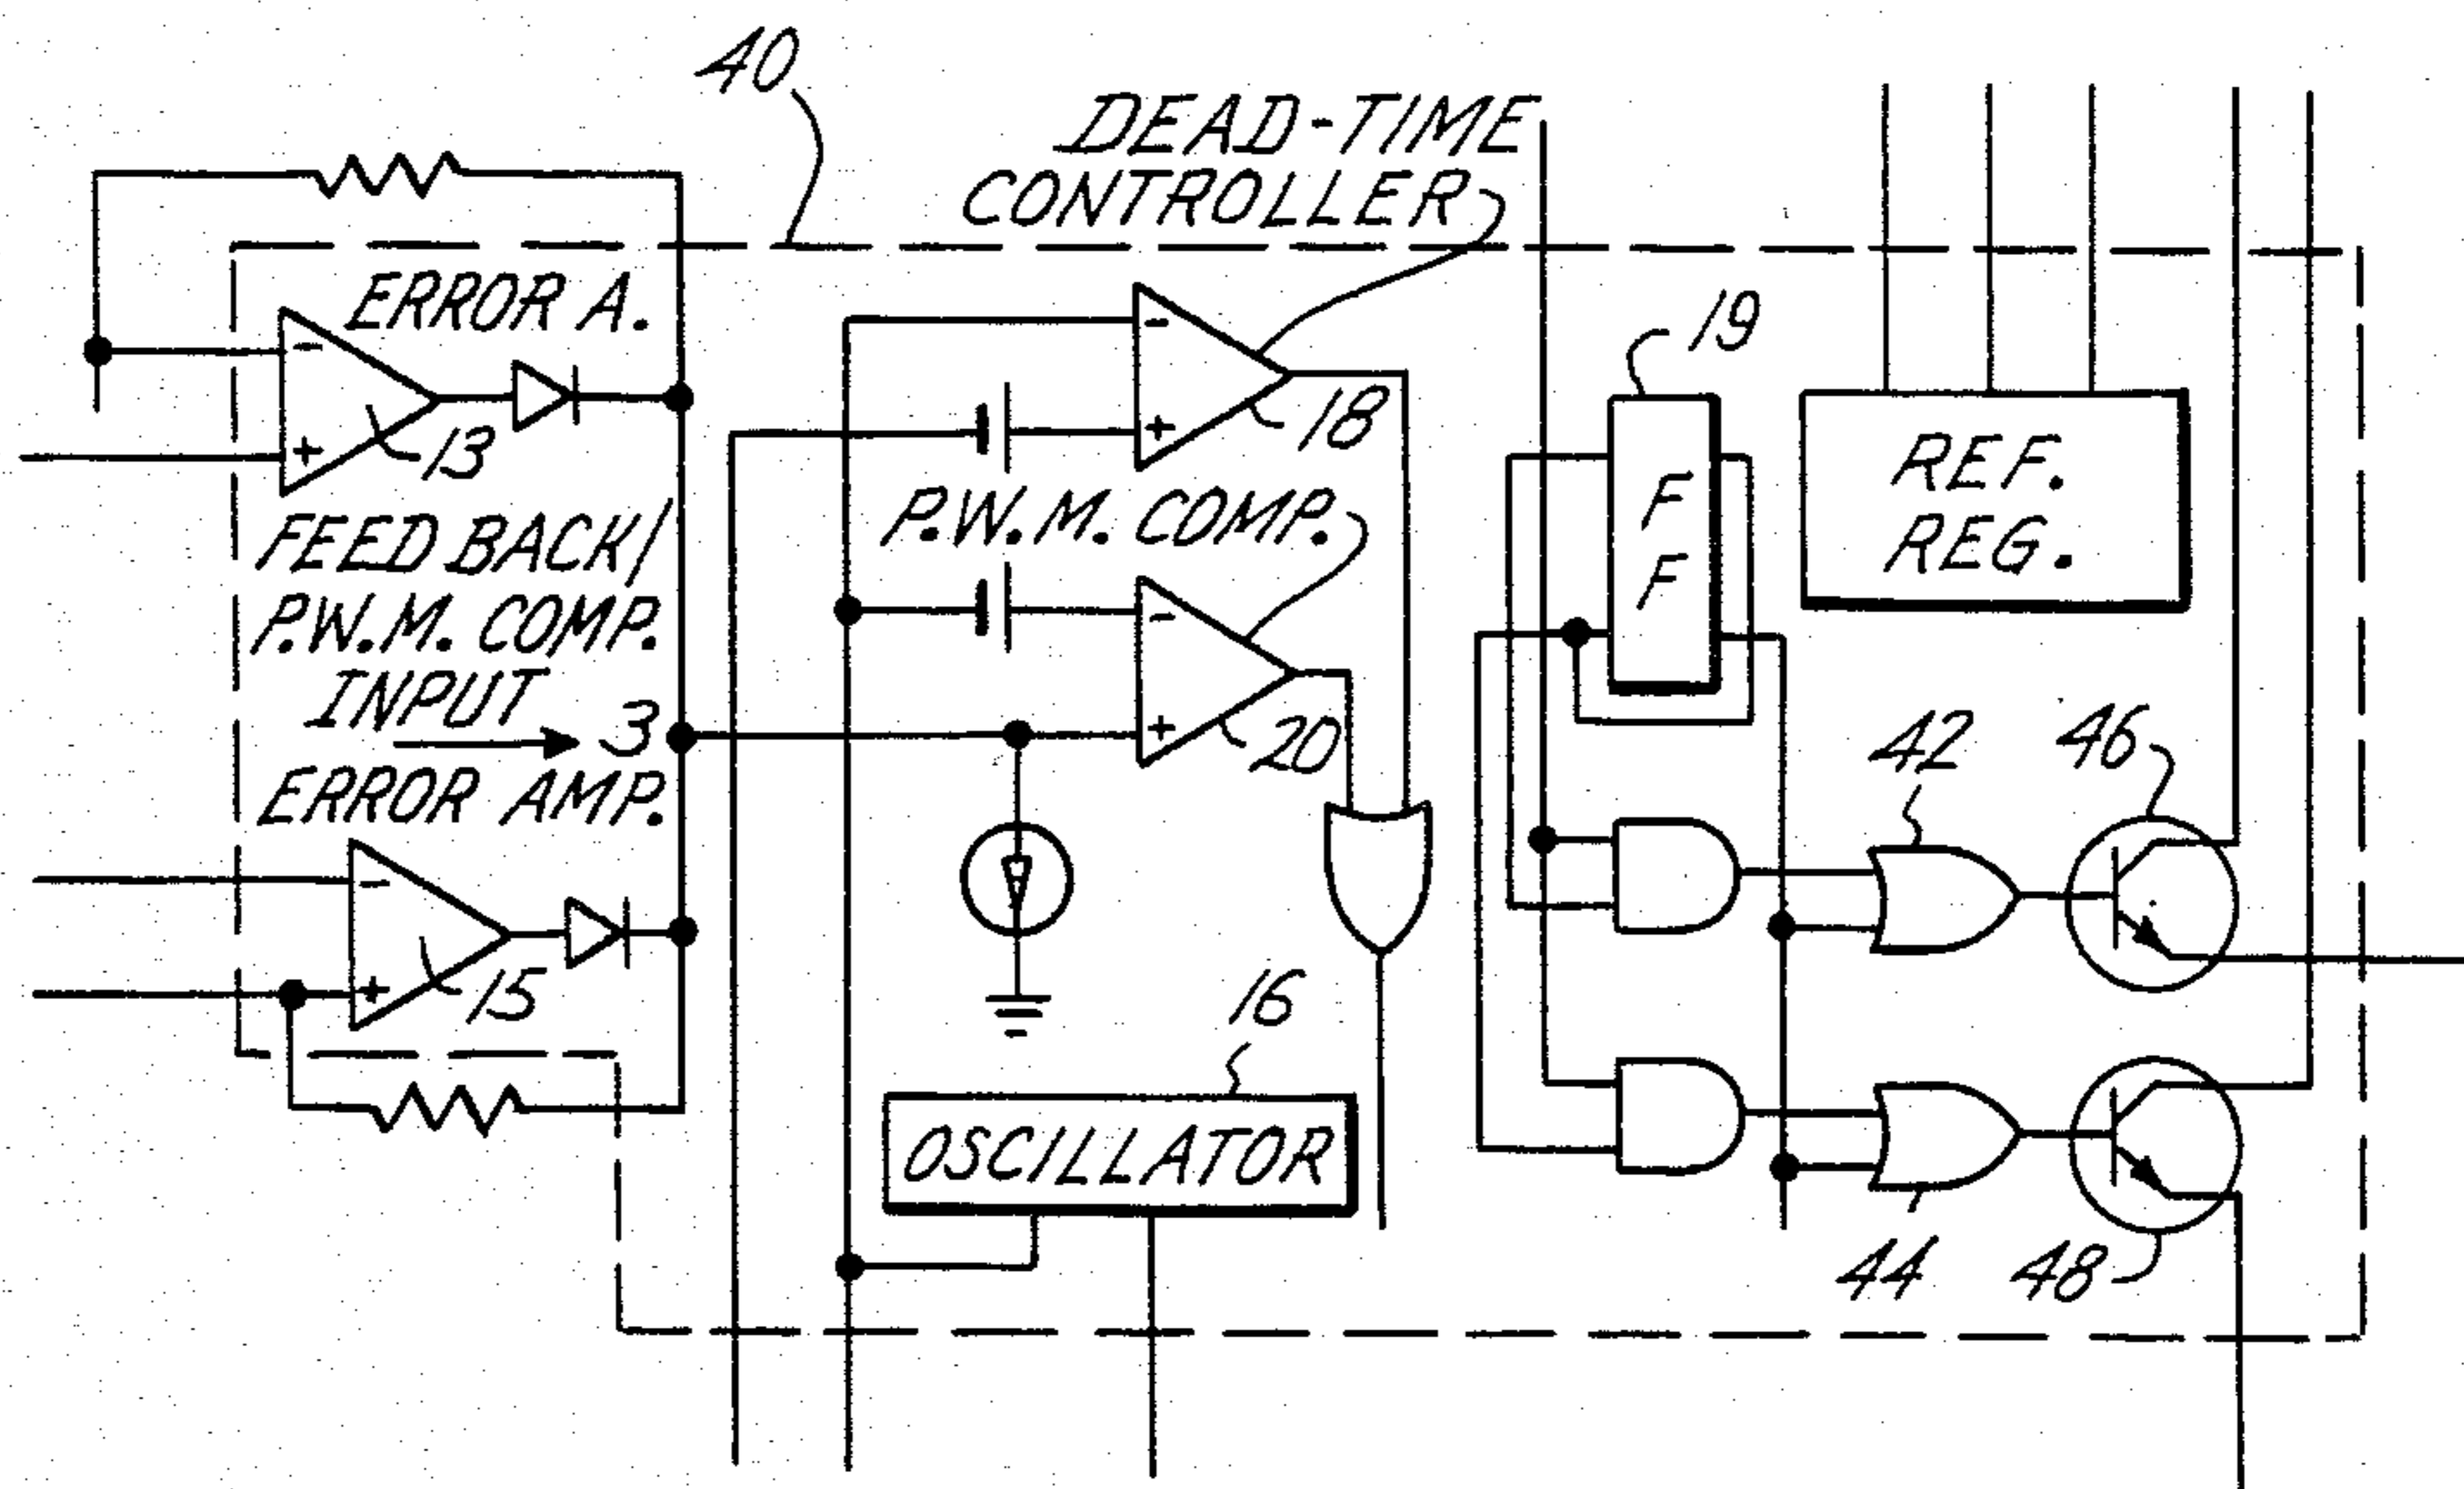 40
DEAD-TIME
CONTROLLER
ERROR A.
-
+
13
-
+
18
19
F
F
REF.
REG.
FEED BACK/
P.W.M. COMP.
INPUT
3
ERROR AMP.
P.W.M. COMP.
-
+
20
42
46
-
+
15
16
OSCILLATOR
44
48